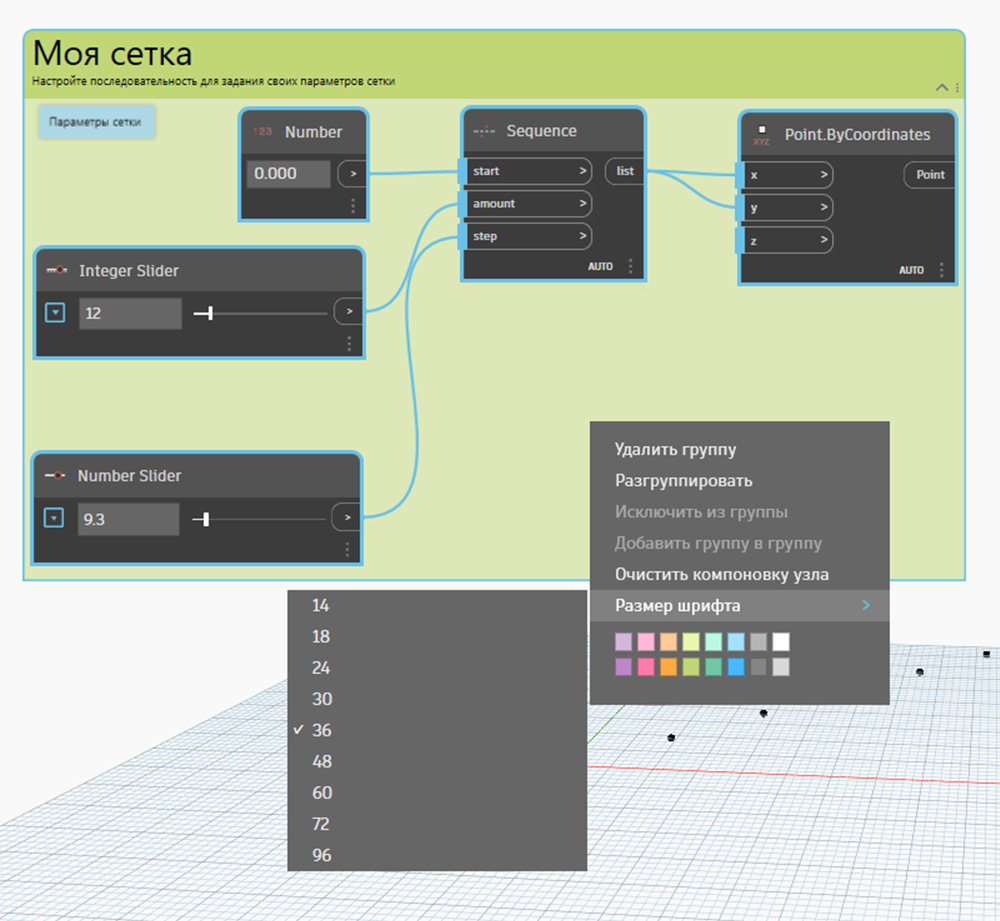 Моя сетка
Настройте последовательность для задания своих параметров сетки
Параметры сетки
123 Number
0.000 >
Sequence
start >
amount >
step >
list
AUTO
XYZ Point.ByCoordinates
x >
y >
z >
Point
AUTO
Integer Slider
12 >
Number Slider
9.3 >
Удалить группу
Разгруппировать
Исключить из группы
Добавить группу в группу
Очистить компоновку узла
Размер шрифта >
14
18
24
30
✓ 36
48
60
72
96